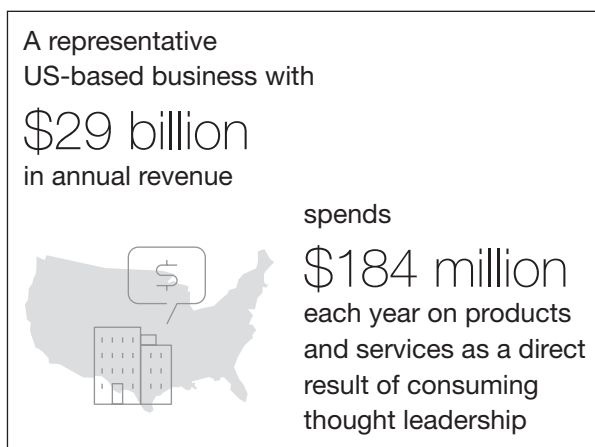 A representative
US-based business with
$29 billion
in annual revenue
spends
$184 million
each year on products
and services as a direct
result of consuming
thought leadership
$